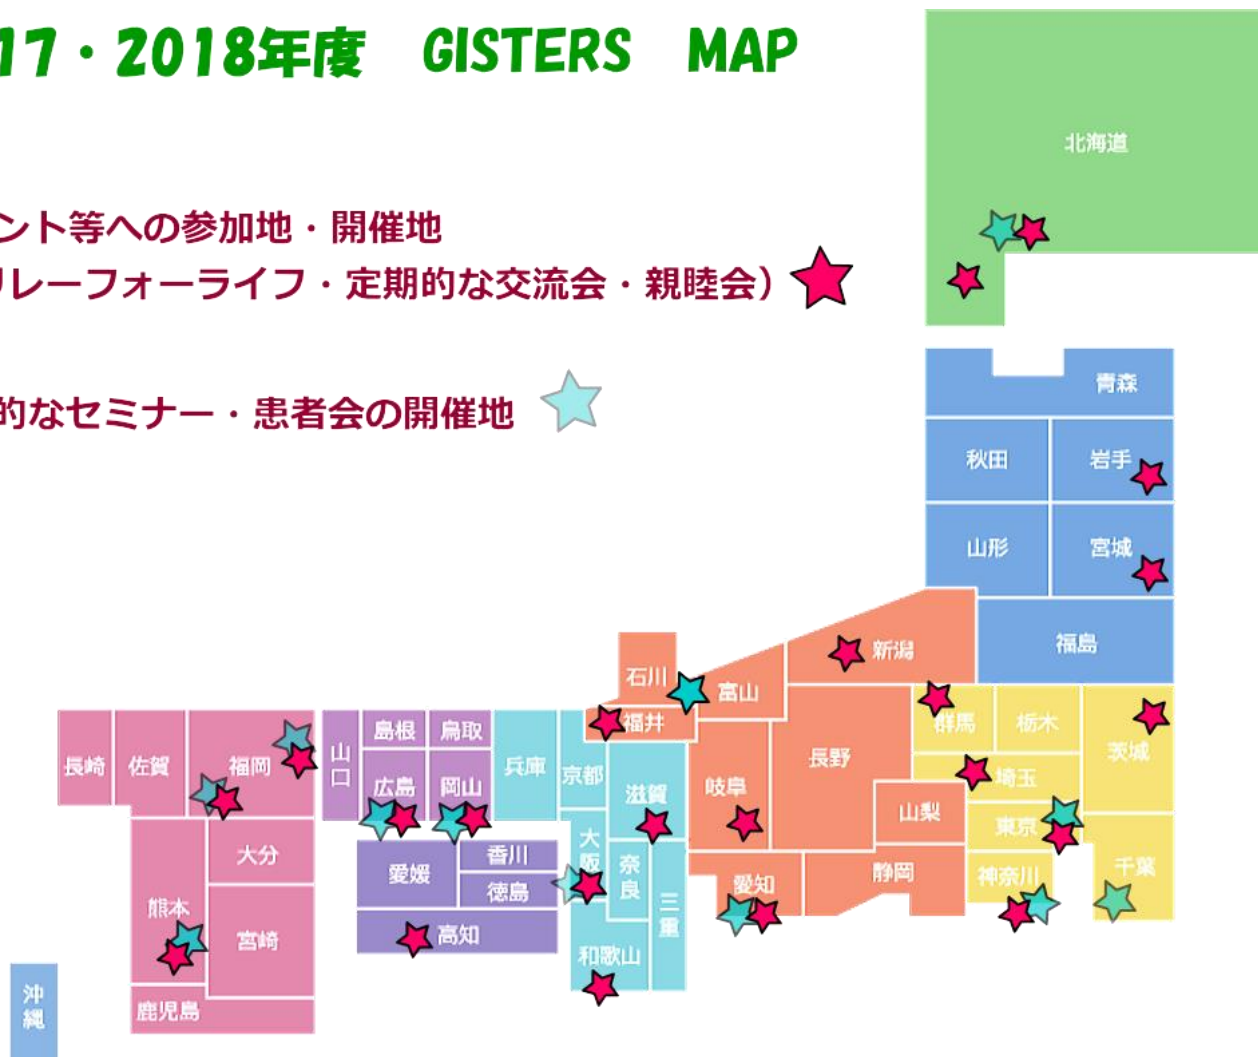 17・2018年度 GISTERS MAP
ント等への参加地・開催地
リレーフォーライフ・定期的な交流会・親睦会）
的なセミナー・患者会の開催地
北海道
青森
秋田
岩手
山形
宮城
福島
新潟
石川
富山
福井
長野
岐阜
山梨
静岡
愛知
群馬
栃木
茨城
埼玉
東京
千葉
神奈川
兵庫
京都
滋賀
大阪
奈良
三重
和歌山
島根
鳥取
山口
広島
岡山
愛媛
香川
徳島
高知
長崎
佐賀
福岡
大分
熊本
宮崎
鹿児島
沖縄